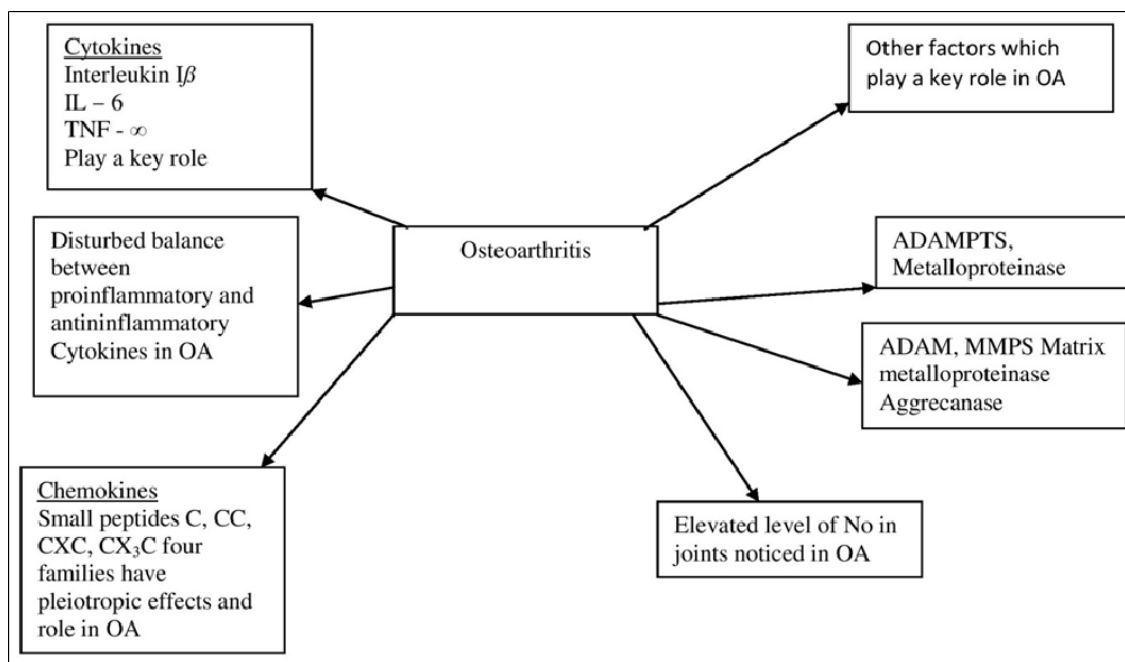 Cytokines
Interleukin Iβ
IL – 6
TNF - ∞
Play a key role
Other factors which
play a key role in OA
Disturbed balance
between
proinflammatory and
antininflammatory
Cytokines in OA
Osteoarthritis
ADAMPTS,
Metalloproteinase
ADAM, MMPS Matrix
metalloproteinase
Aggrecanase
Chemokines
Small peptides C, CC,
CXC, CX₃C four
families have
pleiotropic effects and
role in OA
Elevated level of No in
joints noticed in OA